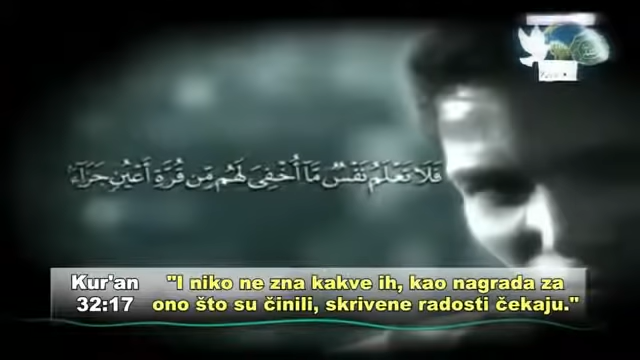 فَلَا تَعْلَمُ نَفْسٌ مَّا أُخْفِيَ لَهُم مِّن قُرَّةِ أَعْيُنٍ جَزَاءً
Kur'an
32:17
"I niko ne zna kakve ih, kao nagrada za
ono što su činili, skrivene radosti čekaju."